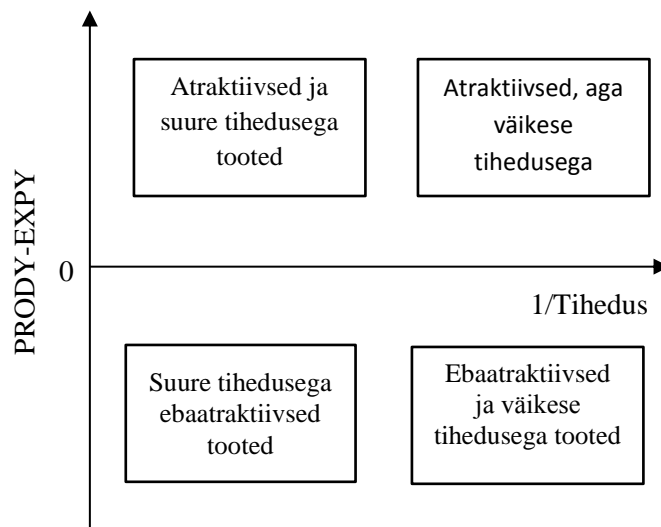 Atraktiivsed ja
suure tihedusega
tooted
Atraktiivsed, aga
väikese
tihedusega
PRODY-EXPY
0
1/Tihedus
Suure tihedusega
ebaatraktiivsed
tooted
Ebaatraktiivsed
ja väikese
tihedusega tooted